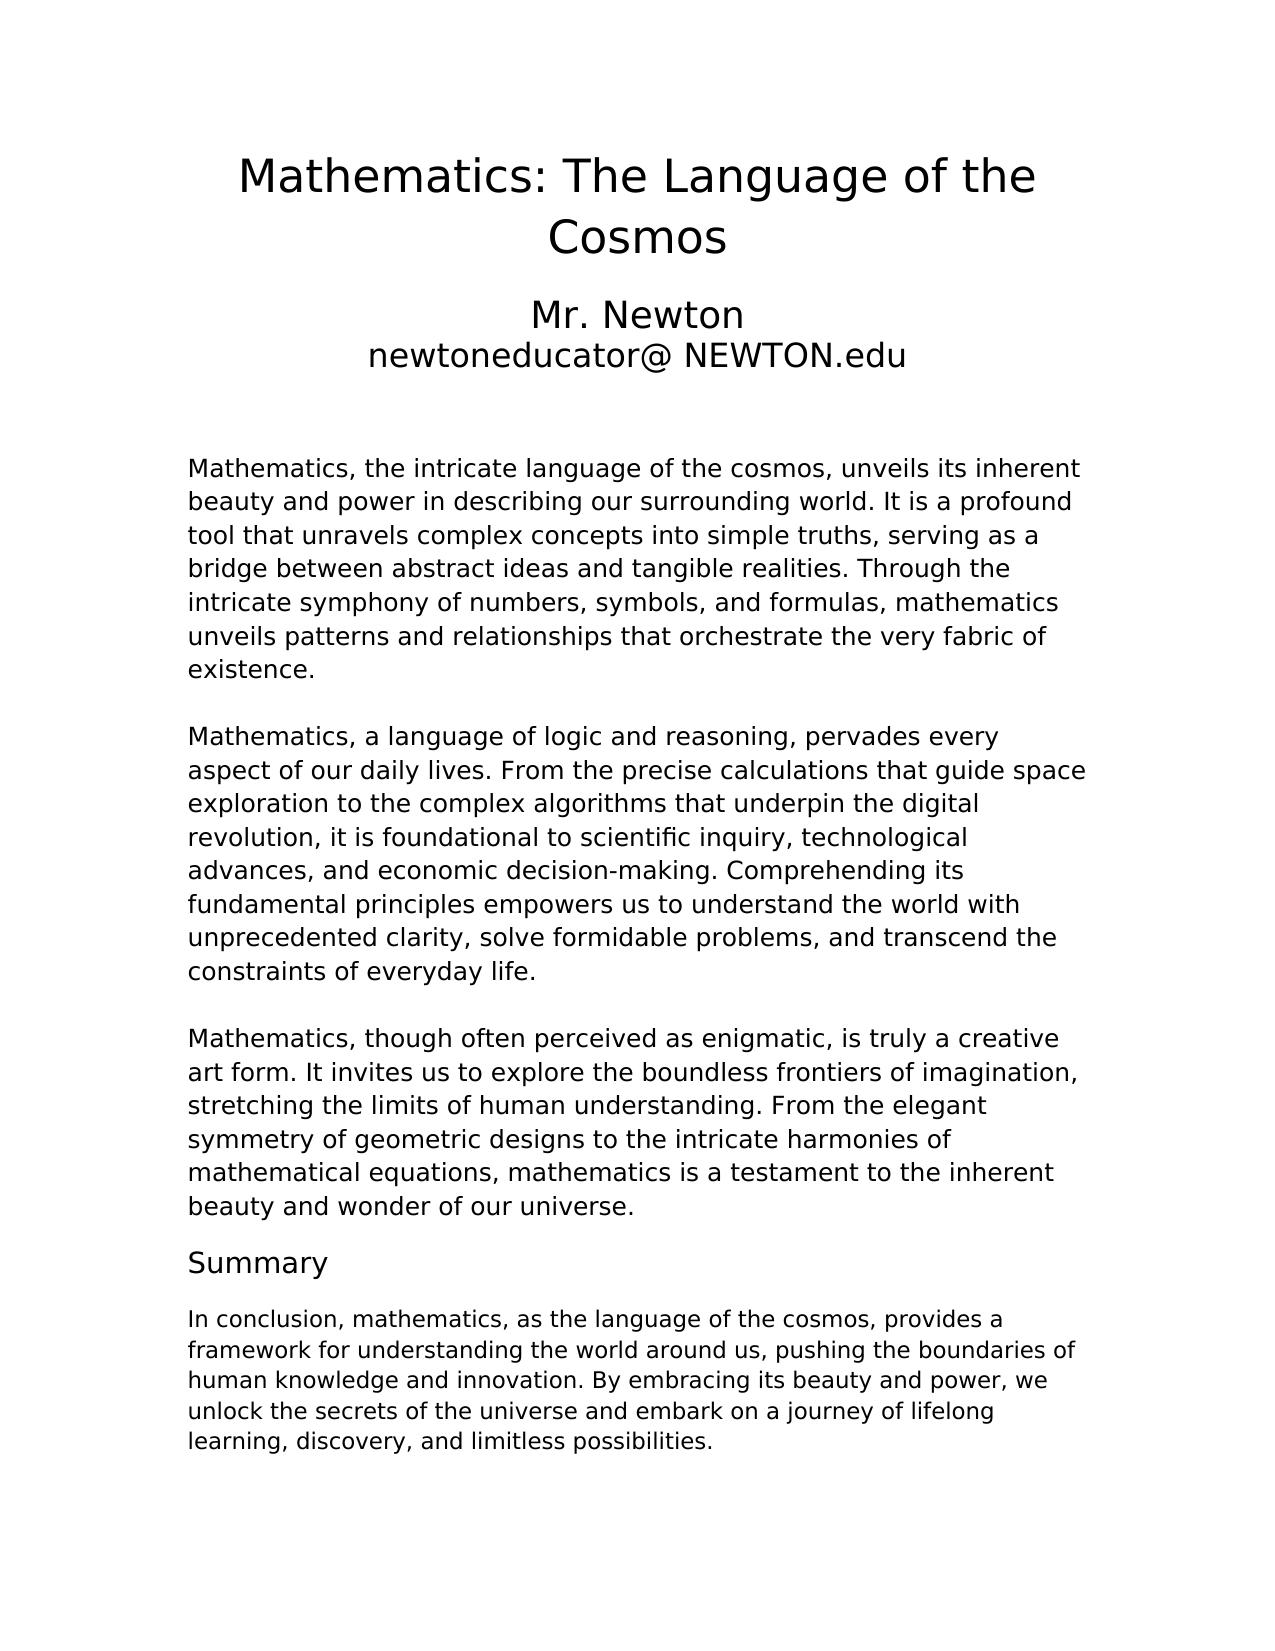 Mathematics: The Language of the
Cosmos
Mr. Newton
newtoneducator@ NEWTON.edu
Mathematics, the intricate language of the cosmos, unveils its inherent
beauty and power in describing our surrounding world. It is a profound
tool that unravels complex concepts into simple truths, serving as a
bridge between abstract ideas and tangible realities. Through the
intricate symphony of numbers, symbols, and formulas, mathematics
unveils patterns and relationships that orchestrate the very fabric of
existence.
Mathematics, a language of logic and reasoning, pervades every
aspect of our daily lives. From the precise calculations that guide space
exploration to the complex algorithms that underpin the digital
revolution, it is foundational to scientific inquiry, technological
advances, and economic decision-making. Comprehending its
fundamental principles empowers us to understand the world with
unprecedented clarity, solve formidable problems, and transcend the
constraints of everyday life.
Mathematics, though often perceived as enigmatic, is truly a creative
art form. It invites us to explore the boundless frontiers of imagination,
stretching the limits of human understanding. From the elegant
symmetry of geometric designs to the intricate harmonies of
mathematical equations, mathematics is a testament to the inherent
beauty and wonder of our universe.
Summary
In conclusion, mathematics, as the language of the cosmos, provides a
framework for understanding the world around us, pushing the boundaries of
human knowledge and innovation. By embracing its beauty and power, we
unlock the secrets of the universe and embark on a journey of lifelong
learning, discovery, and limitless possibilities.